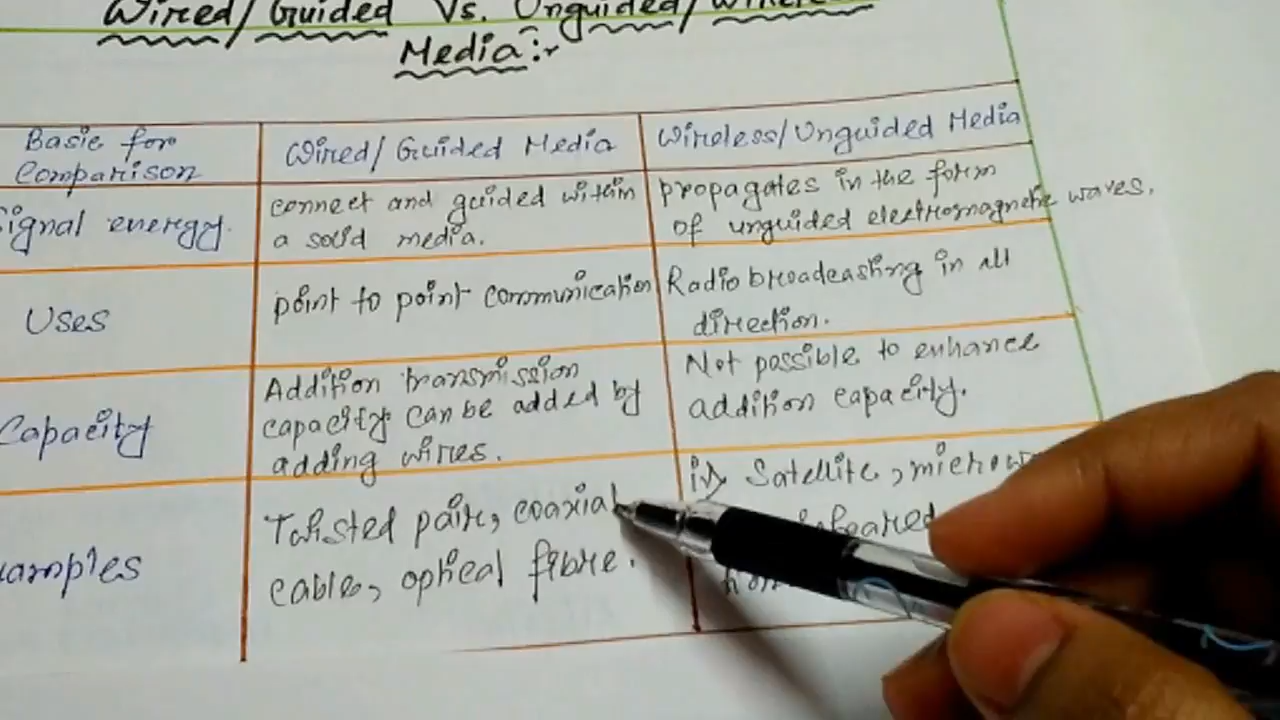 Wired/Guided Vs. Unguided/Wireless
Media:-
Basic for
Comparison
Wired/Guided Media
Wireless/Unguided Media
Signal energy.
connect and guided within
a solid media.
propagates in the form
of unguided electromagnetic waves.
Uses
point to point communication
Radio broadcasting in all
direction.
Capacity
Addition transmission
capacity can be added by
adding wires.
Not possible to enhance
addition capacity.
Examples
Twisted pair, coaxial
cable, optical fibre.
Satellite, microw
infeared